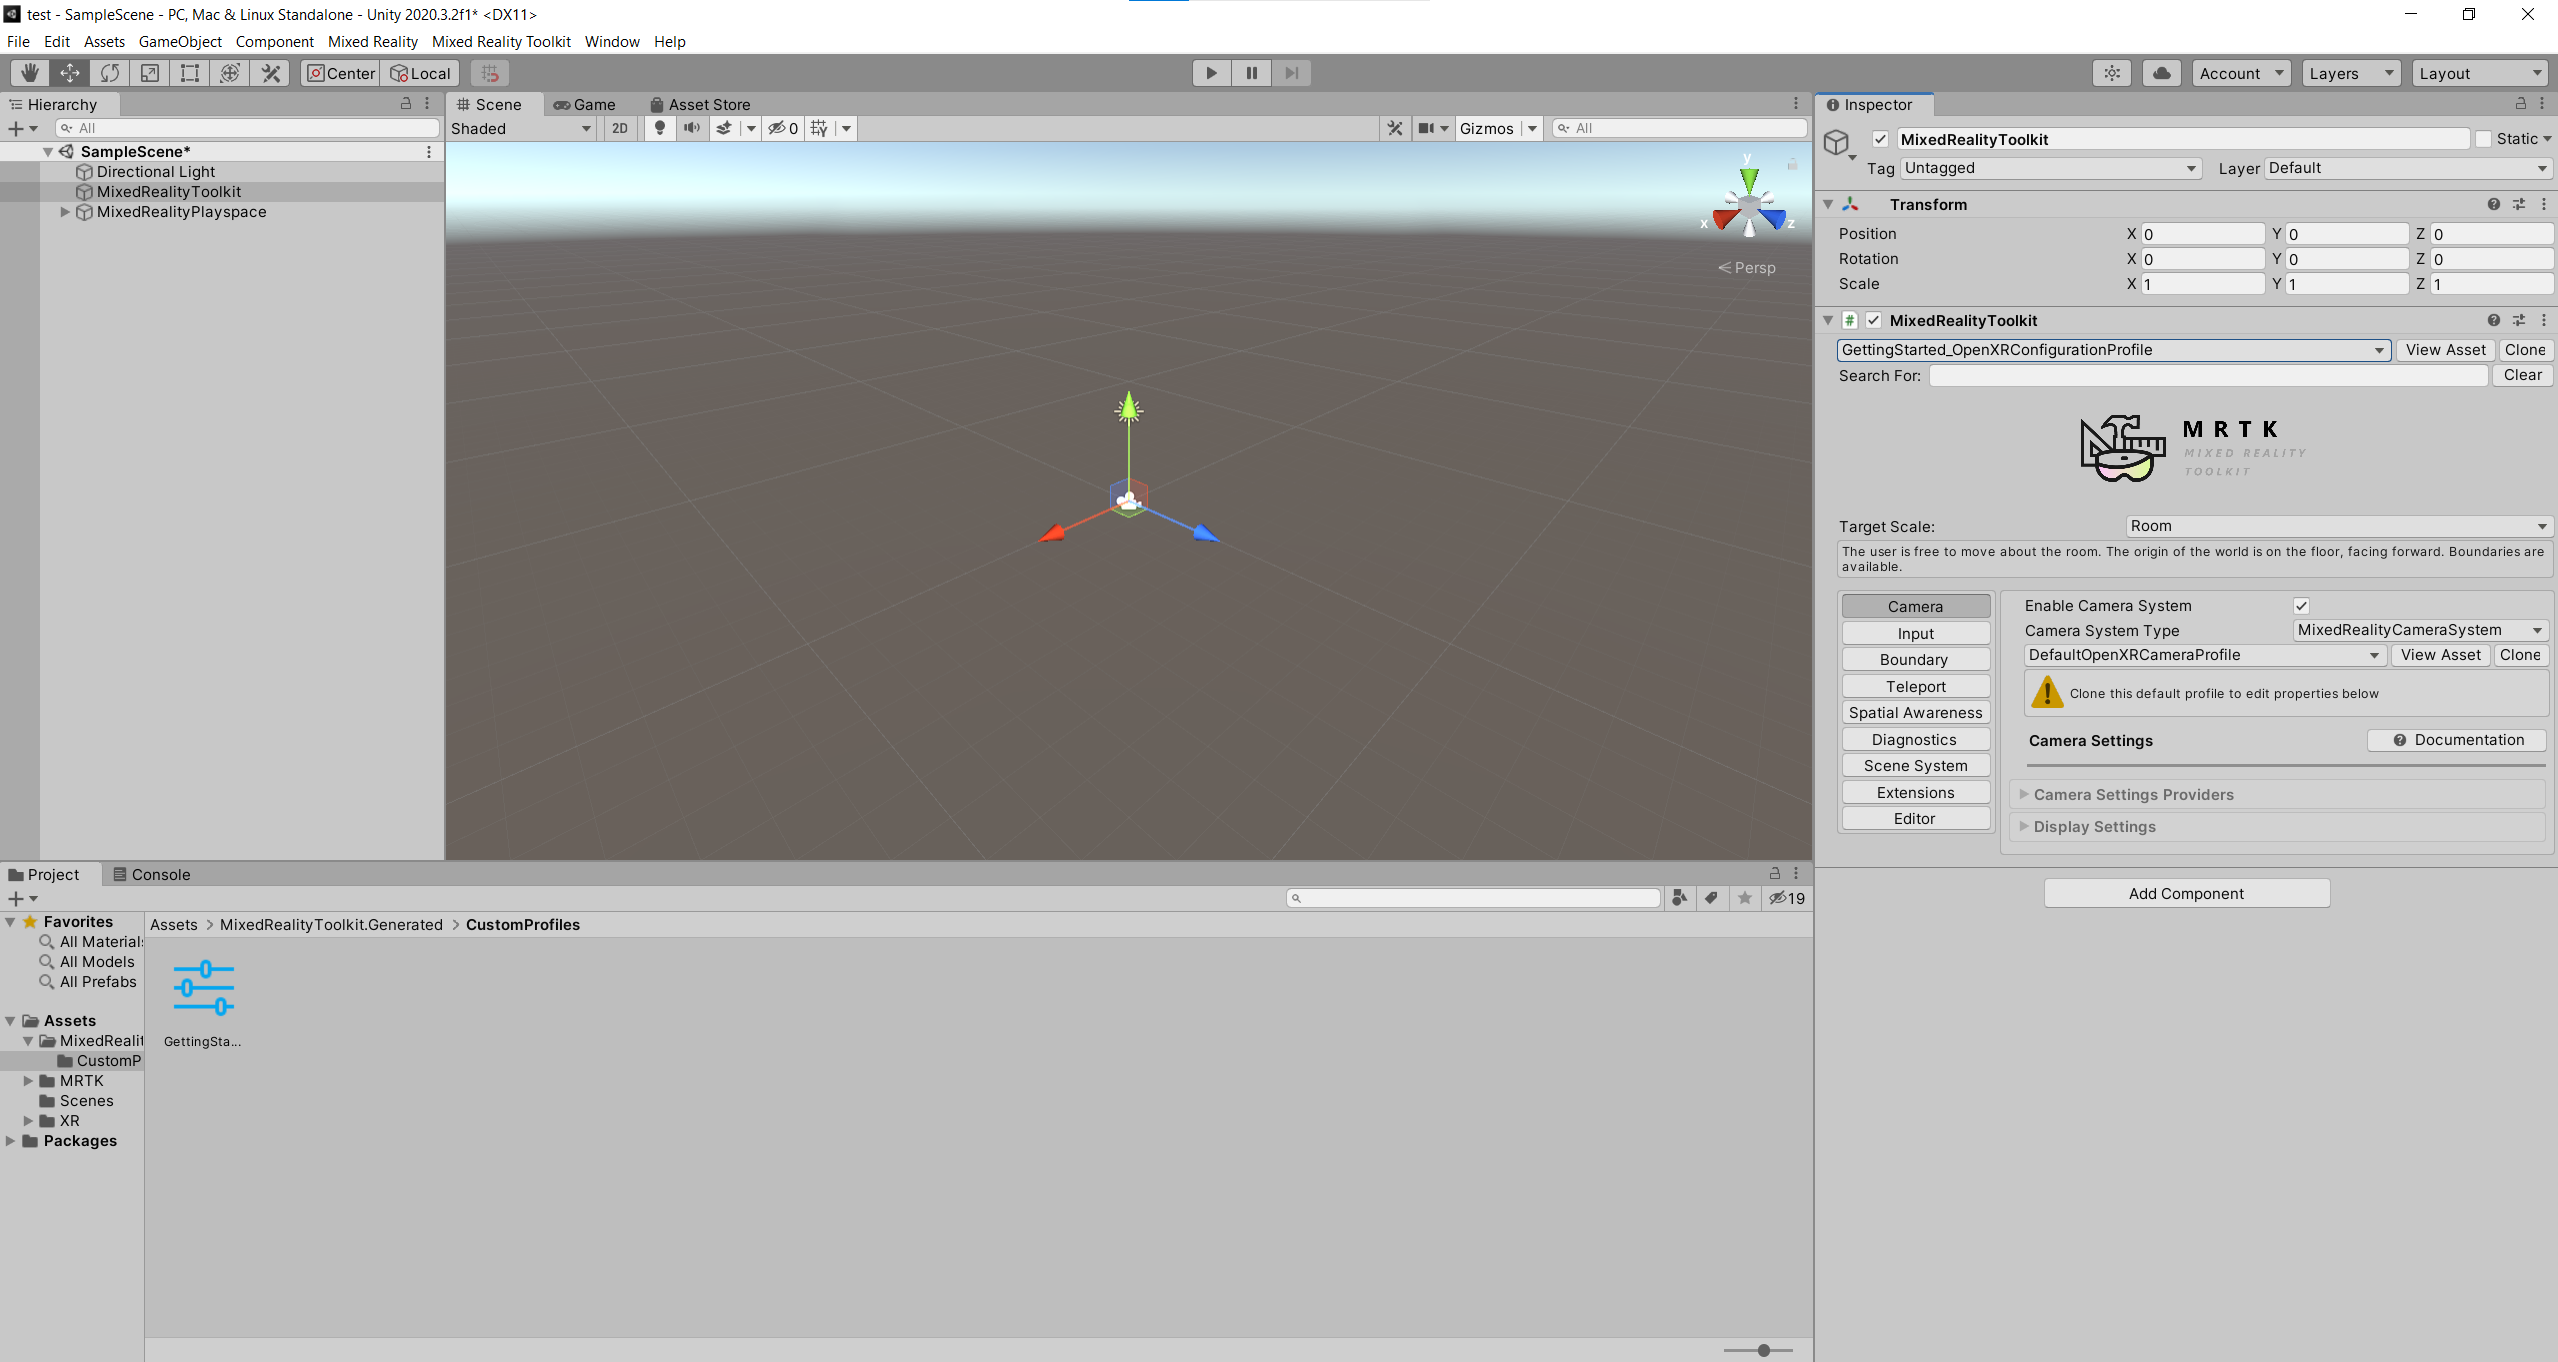 test - SampleScene - PC, Mac & Linux Standalone - Unity 2020.3.2f1* <DX11>
File Edit Assets GameObject Component Mixed Reality Mixed Reality Toolkit Window Help
Center Local Account Layers Layout
Hierarchy
All
SampleScene*
Directional Light
MixedRealityToolkit
MixedRealityPlayspace
Scene Game Asset Store
Shaded 2D 0 Gizmos All
y
x z
Persp
Inspector
MixedRealityToolkit Static
Tag Untagged Layer Default
Transform
Position X 0 Y 0 Z 0
Rotation X 0 Y 0 Z 0
Scale X 1 Y 1 Z 1
# MixedRealityToolkit
GettingStarted_OpenXRConfigurationProfile View Asset Clone
Search For: Clear
MRTK
MIXED REALITY
TOOLKIT
Target Scale: Room
The user is free to move about the room. The origin of the world is on the floor, facing forward. Boundaries are
available.
Camera
Input
Boundary
Teleport
Spatial Awareness
Diagnostics
Scene System
Extensions
Editor
Enable Camera System
Camera System Type MixedRealityCameraSystem
DefaultOpenXRCameraProfile View Asset Clone
Clone this default profile to edit properties below
Camera Settings Documentation
Camera Settings Providers
Display Settings
Add Component
Project Console
19
Favorites
All Materials
All Models
All Prefabs
Assets
MixedRealit
CustomP
MRTK
Scenes
XR
Packages
Assets > MixedRealityToolkit.Generated > CustomProfiles
GettingSta...